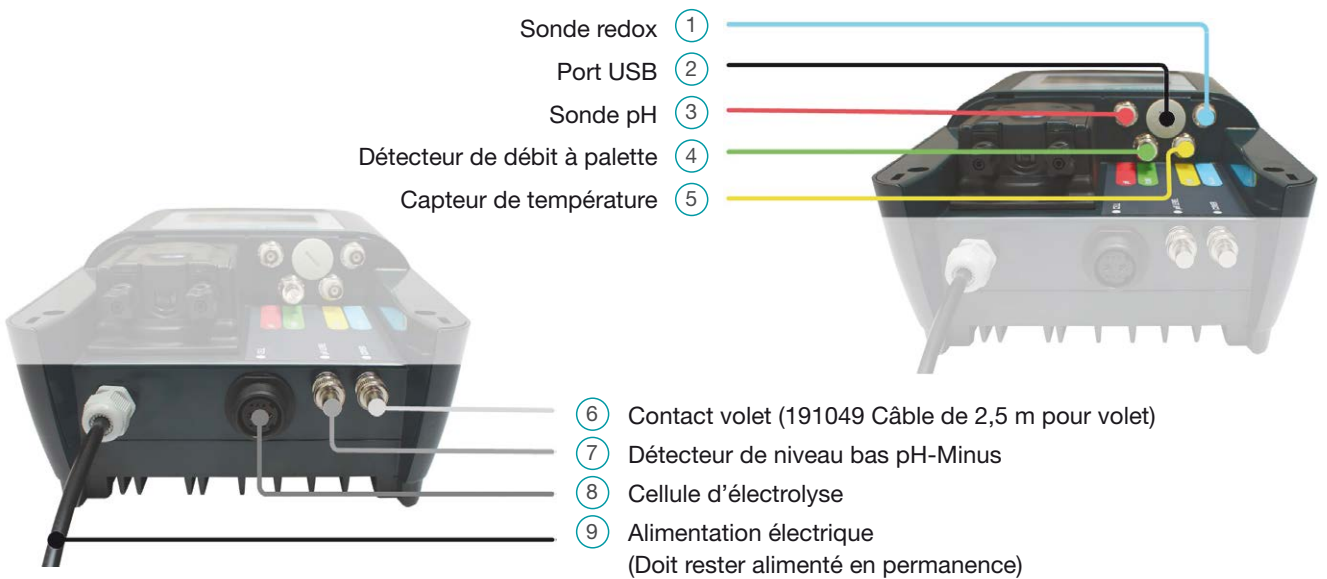 Sonde redox 1
Port USB 2
Sonde pH 3
Détecteur de débit à palette 4
Capteur de température 5
6 Contact volet (191049 Câble de 2,5 m pour volet)
7 Détecteur de niveau bas pH-Minus
8 Cellule d’électrolyse
9 Alimentation électrique
(Doit rester alimenté en permanence)